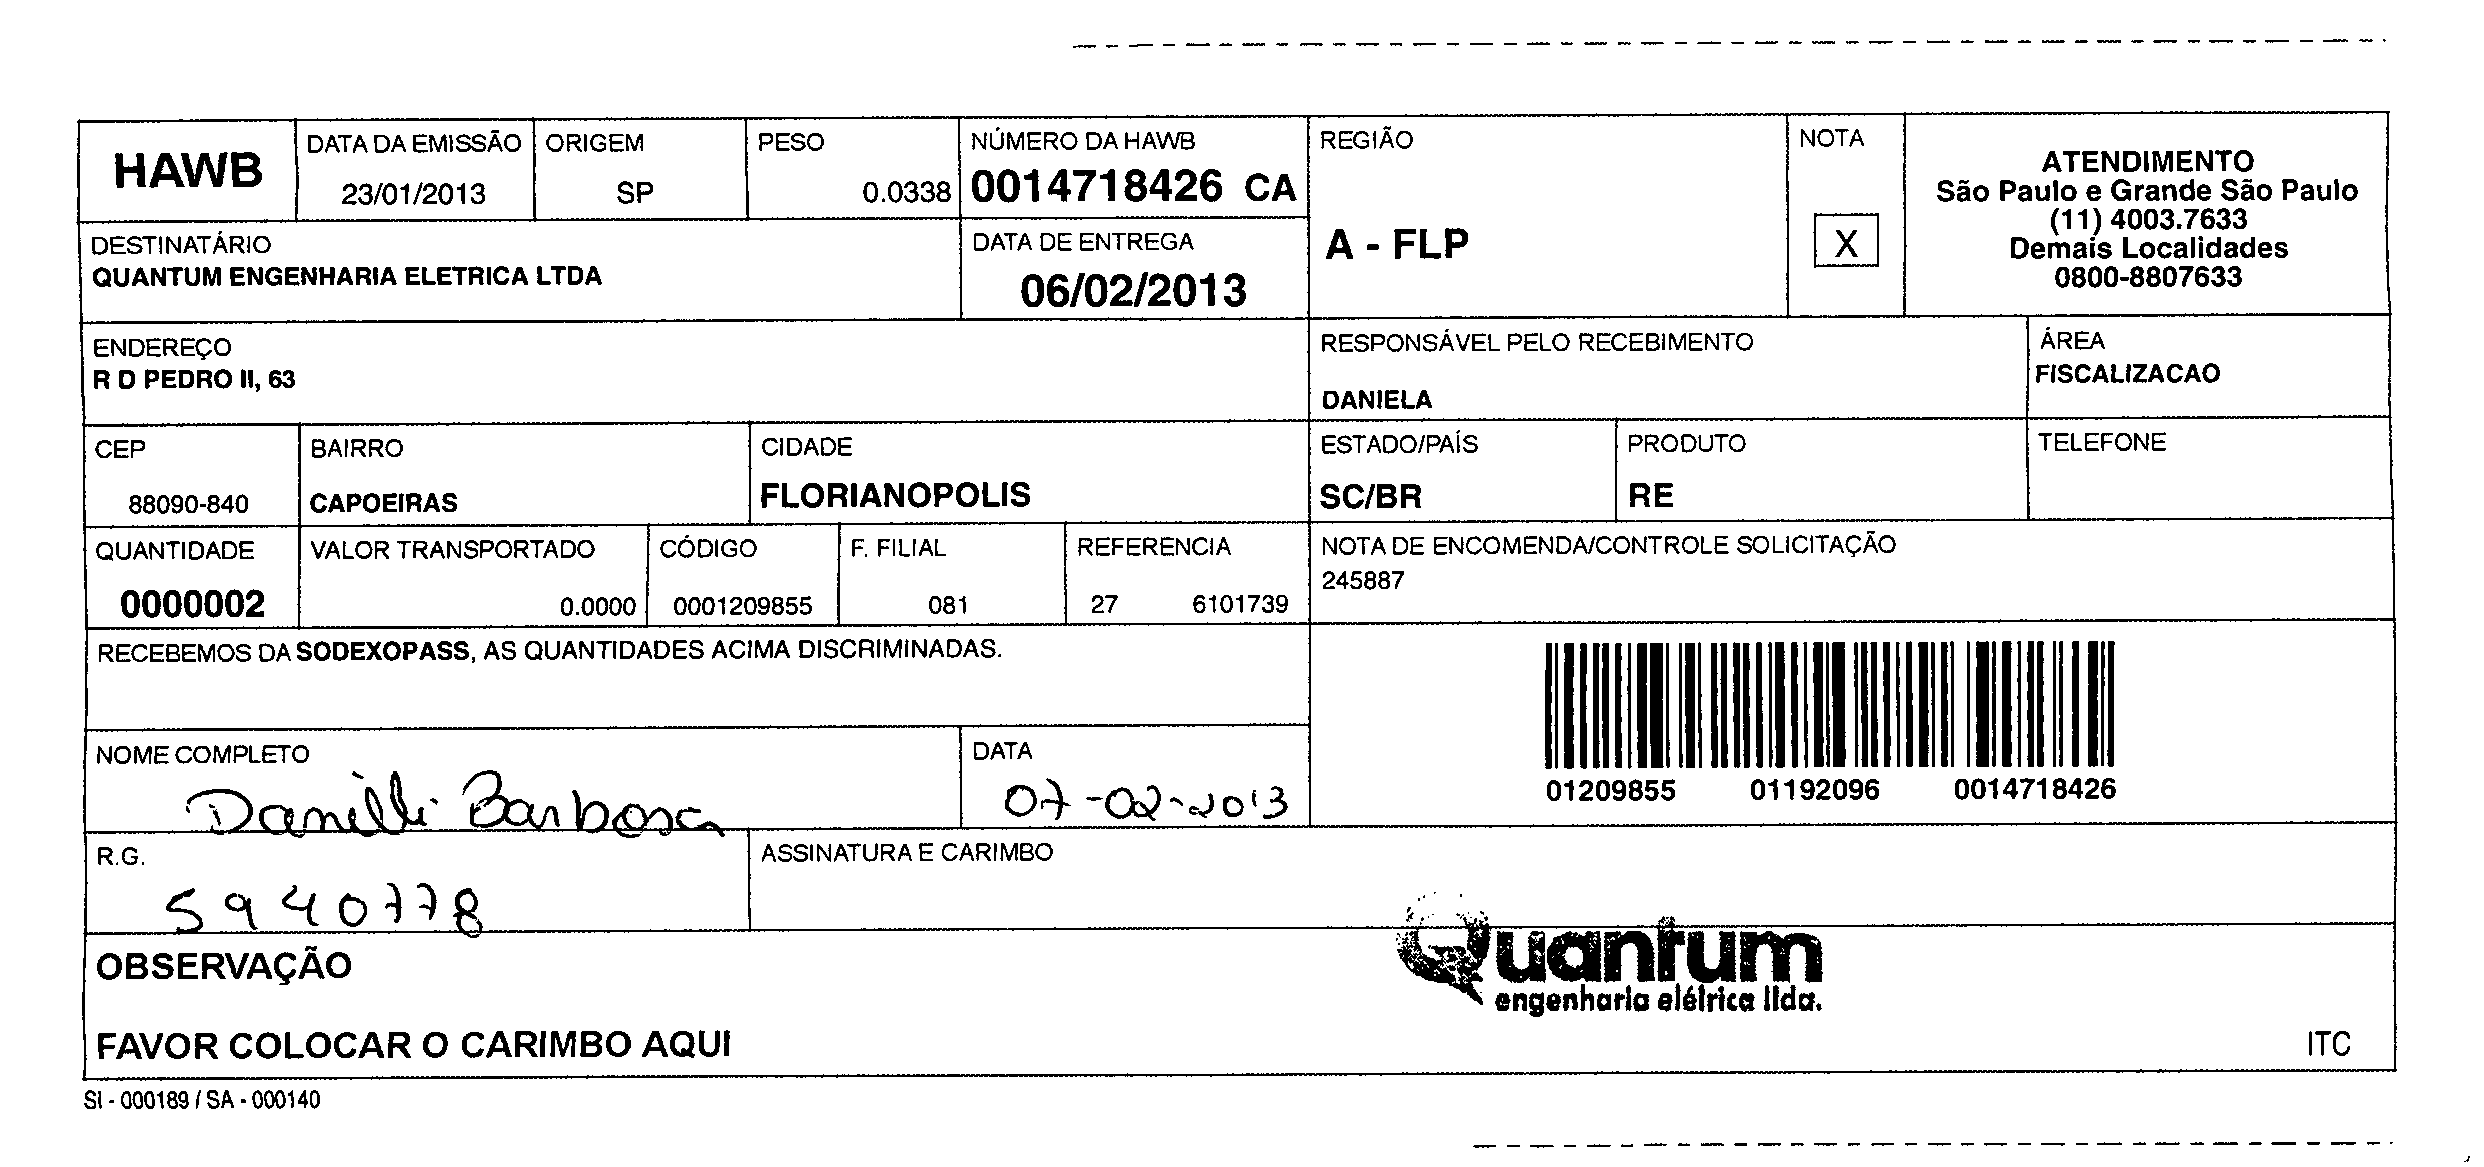 HAWB
DATA DA EMISSÃO
23/01/2013
ORIGEM
SP
PESO
0.0338
NÚMERO DA HAWB
0014718426 CA
REGIÃO
A - FLP
NOTA
X
ATENDIMENTO
São Paulo e Grande São Paulo
(11) 4003.7633
Demais Localidades
0800-8807633
DESTINATÁRIO
QUANTUM ENGENHARIA ELETRICA LTDA
DATA DE ENTREGA
06/02/2013
ENDEREÇO
R D PEDRO II, 63
RESPONSÁVEL PELO RECEBIMENTO
DANIELA
ÁREA
FISCALIZACAO
CEP
88090-840
BAIRRO
CAPOEIRAS
CIDADE
FLORIANOPOLIS
ESTADO/PAÍS
SC/BR
PRODUTO
RE
TELEFONE
QUANTIDADE
0000002
VALOR TRANSPORTADO
0.0000
CÓDIGO
0001209855
F. FILIAL
081
REFERENCIA
27 6101739
NOTA DE ENCOMENDA/CONTROLE SOLICITAÇÃO
245887
RECEBEMOS DA SODEXOPASS, AS QUANTIDADES ACIMA DISCRIMINADAS.
01209855 01192096 0014718426
NOME COMPLETO
Danielli Barbosa
DATA
07-02-2013
R.G.
5940778
ASSINATURA E CARIMBO
Quantum
engenharia elétrica ltda.
OBSERVAÇÃO
FAVOR COLOCAR O CARIMBO AQUI
ITC
SI - 000189 / SA - 000140